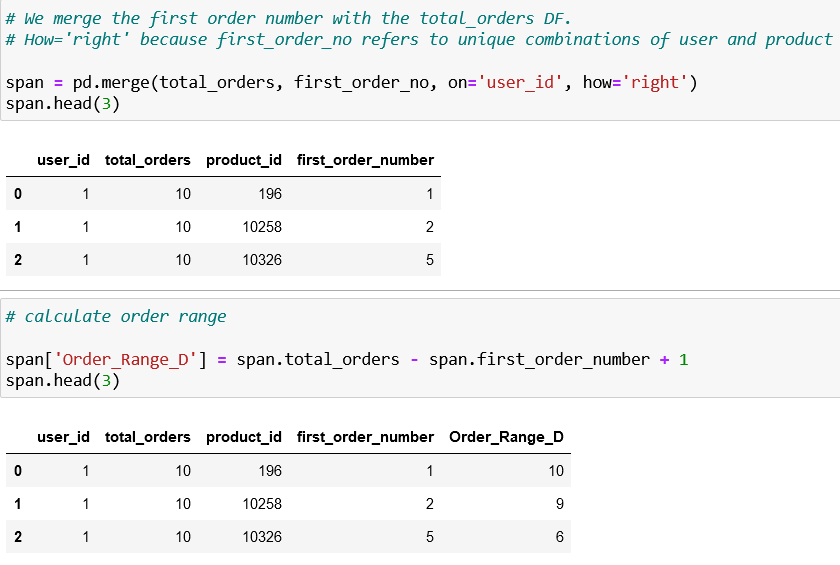 # We merge the first order number with the total_orders DF.
# How='right' because first_order_no refers to unique combinations of user and product
span = pd.merge(total_orders, first_order_no, on='user_id', how='right')
span.head(3)
user_id total_orders product_id first_order_number
0 1 10 196 1
1 1 10 10258 2
2 1 10 10326 5
# calculate order range
span['Order_Range_D'] = span.total_orders - span.first_order_number + 1
span.head(3)
user_id total_orders product_id first_order_number Order_Range_D
0 1 10 196 1 10
1 1 10 10258 2 9
2 1 10 10326 5 6